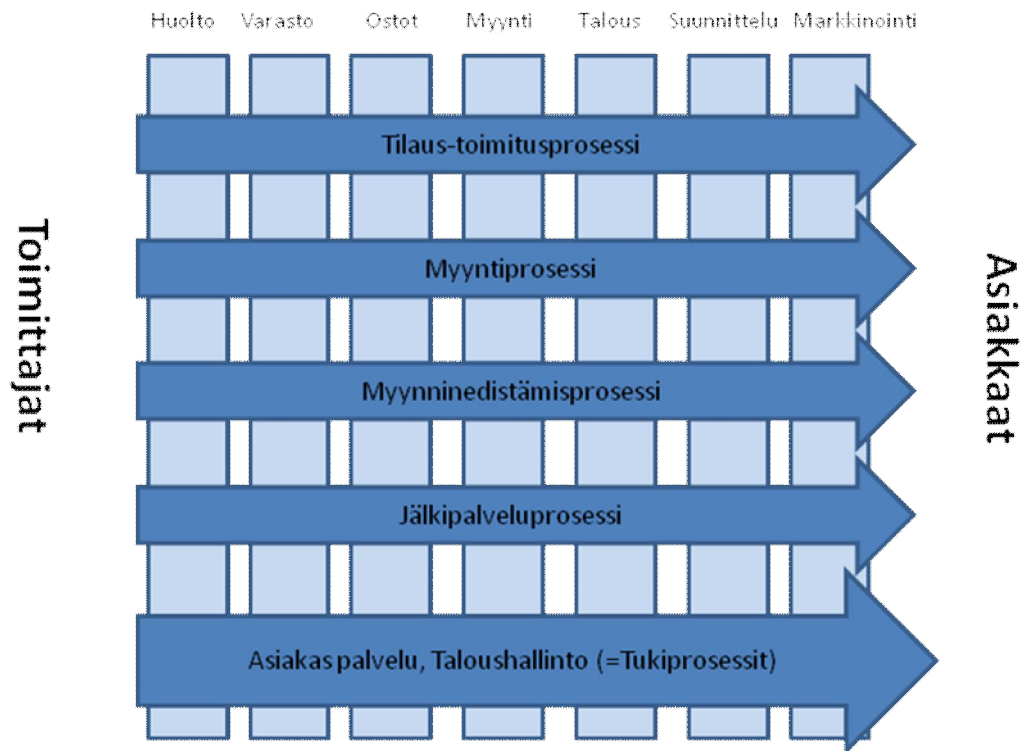 Huolto Varasto Ostot Myynti Talous Suunnittelu Markkinointi
Toimittajat
Tilaus-toimitusprosessi
Myyntiprosessi
Myynninedistämisprosessi
Jälkipalveluprosessi
Asiakas palvelu, Taloushallinto (=Tukiprosessit)
Asiakkaat